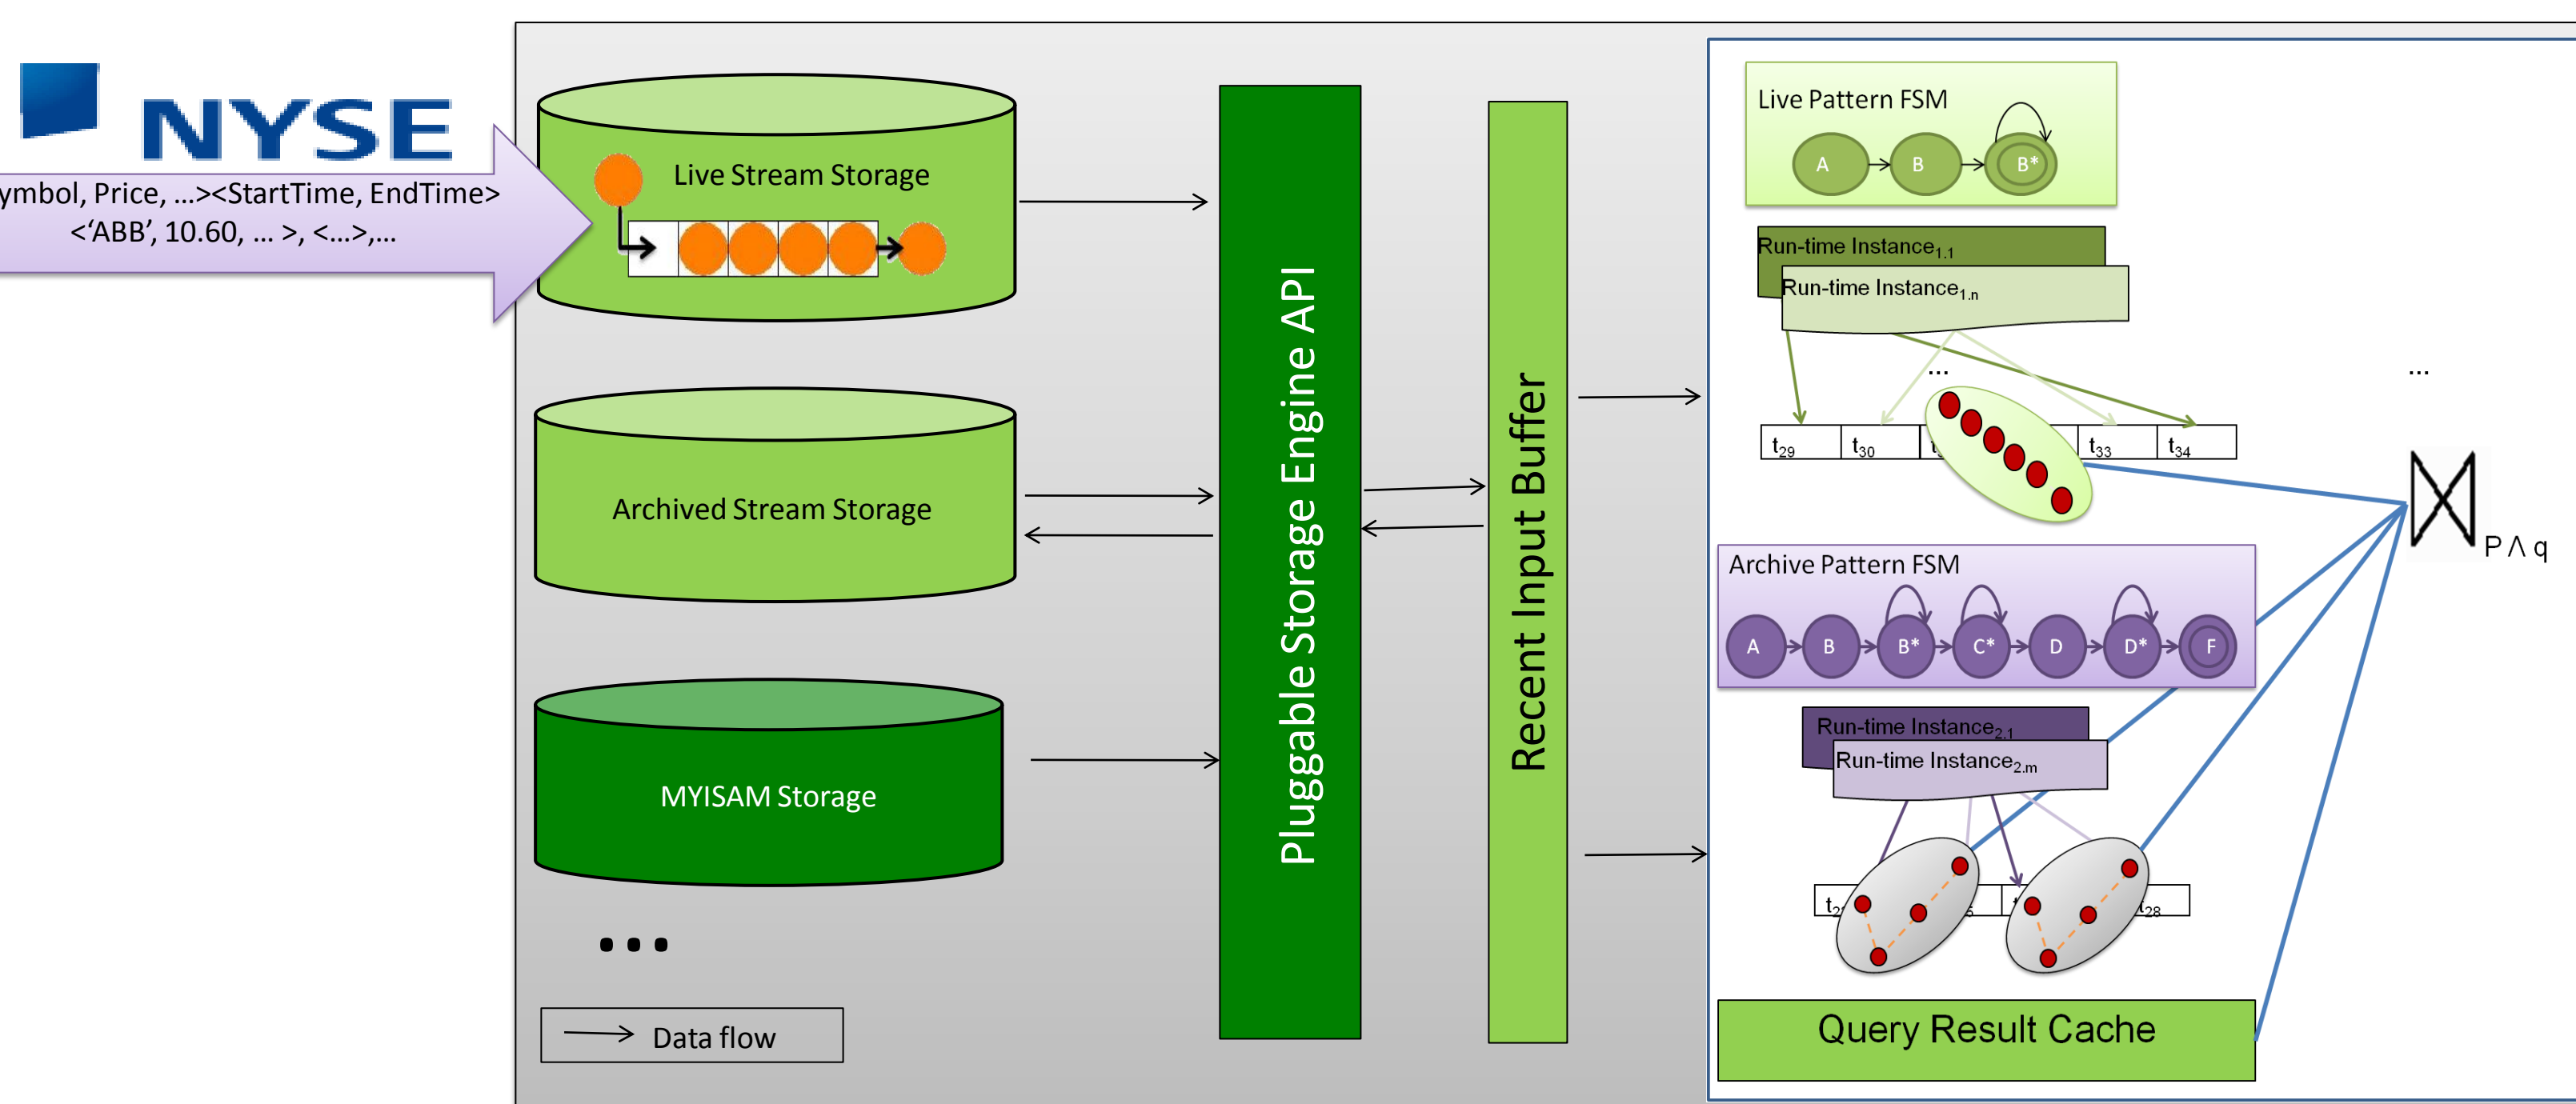 NYSE
ymbol, Price, ...><StartTime, EndTime>
<‘ABB’, 10.60, ... >, <...>,...
Live Stream Storage
Archived Stream Storage
MYISAM Storage
...
Data flow
Pluggable Storage Engine API
Recent Input Buffer
Live Pattern FSM
A
B
B*
Run-time Instance1.1
Run-time Instance1.n
...
...
t29
t30
t33
t34
P Λ q
Archive Pattern FSM
A
B
B*
C*
D
D*
F
Run-time Instance2.1
Run-time Instance2.m
t28
Query Result Cache